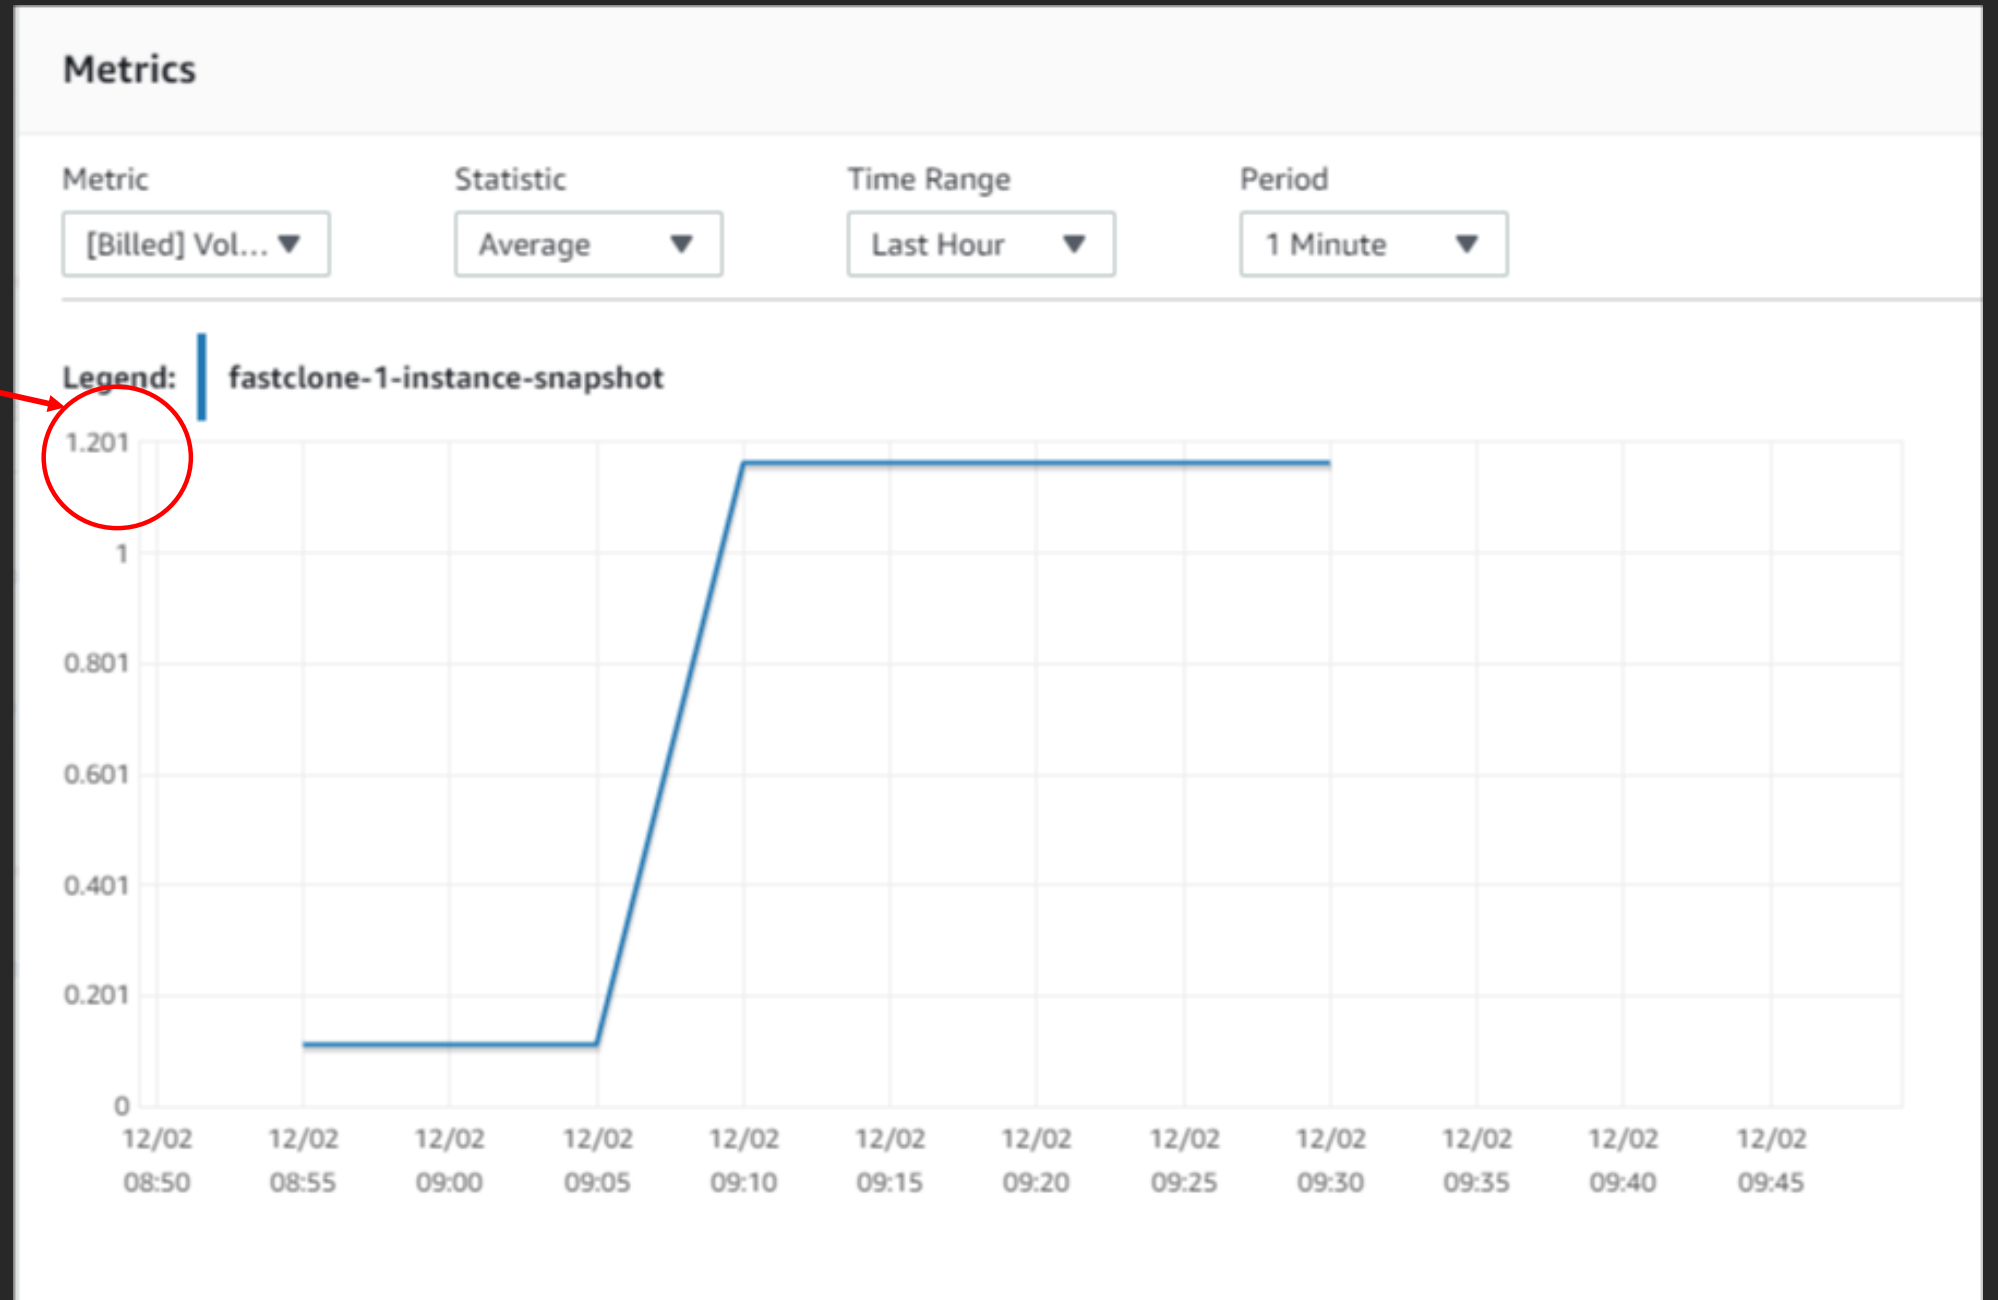 Metrics
Metric Statistic Time Range Period
[Billed] Vol... Average Last Hour 1 Minute
Legend: fastclone-1-instance-snapshot
1.201
1
0.801
0.601
0.401
0.201
0
12/02 12/02 12/02 12/02 12/02 12/02 12/02 12/02 12/02 12/02 12/02 12/02
08:50 08:55 09:00 09:05 09:10 09:15 09:20 09:25 09:30 09:35 09:40 09:45